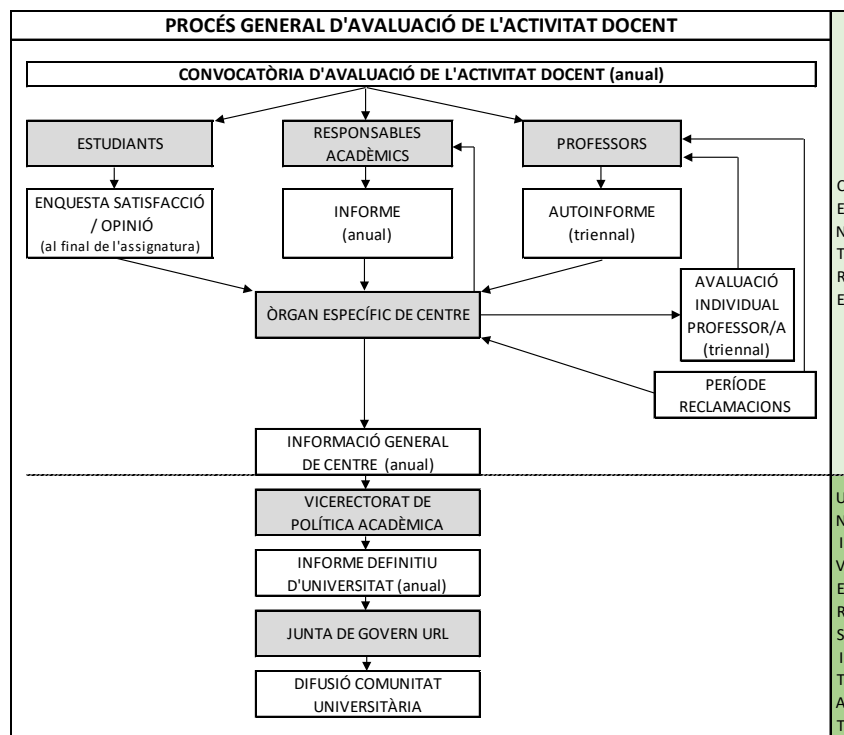 PROCÉS GENERAL D'AVALUACIÓ DE L'ACTIVITAT DOCENT
CONVOCATÒRIA D'AVALUACIÓ DE L'ACTIVITAT DOCENT (anual)
ESTUDIANTS
RESPONSABLES
ACADÈMICS
PROFESSORS
ENQUESTA SATISFACCIÓ
/ OPINIÓ
(al final de l'assignatura)
INFORME
(anual)
AUTOINFORME
(triennal)
ÒRGAN ESPECÍFIC DE CENTRE
AVALUACIÓ
INDIVIDUAL
PROFESSOR/A
(triennal)
PERÍODE
RECLAMACIONS
INFORMACIÓ GENERAL
DE CENTRE (anual)
VICERECTORAT DE
POLÍTICA ACADÈMICA
INFORME DEFINITIU
D'UNIVERSITAT (anual)
JUNTA DE GOVERN URL
DIFUSIÓ COMUNITAT
UNIVERSITÀRIA
C
E
N
T
R
E
U
N
I
V
E
R
S
I
T
A
T